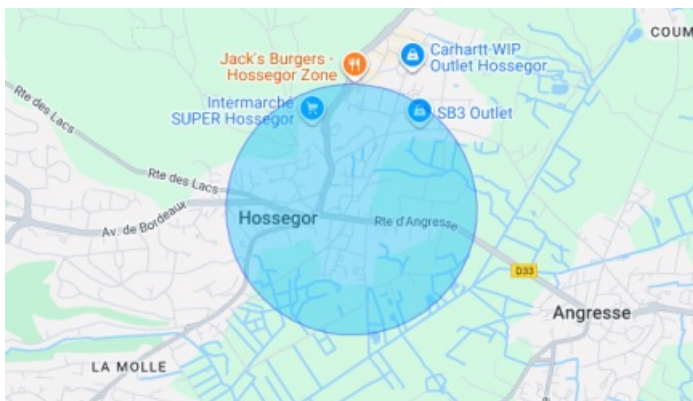 COUM
Jack's Burgers -
Hossegor Zone
Carhartt WIP
Outlet Hossegor
Rte des Lacs
Intermarché
SUPER Hossegor
SB3 Outlet
Rte des Lacs
Av. de Bordeaux
Hossegor
Rte d'Angresse
D33
Angresse
LA MOLLE